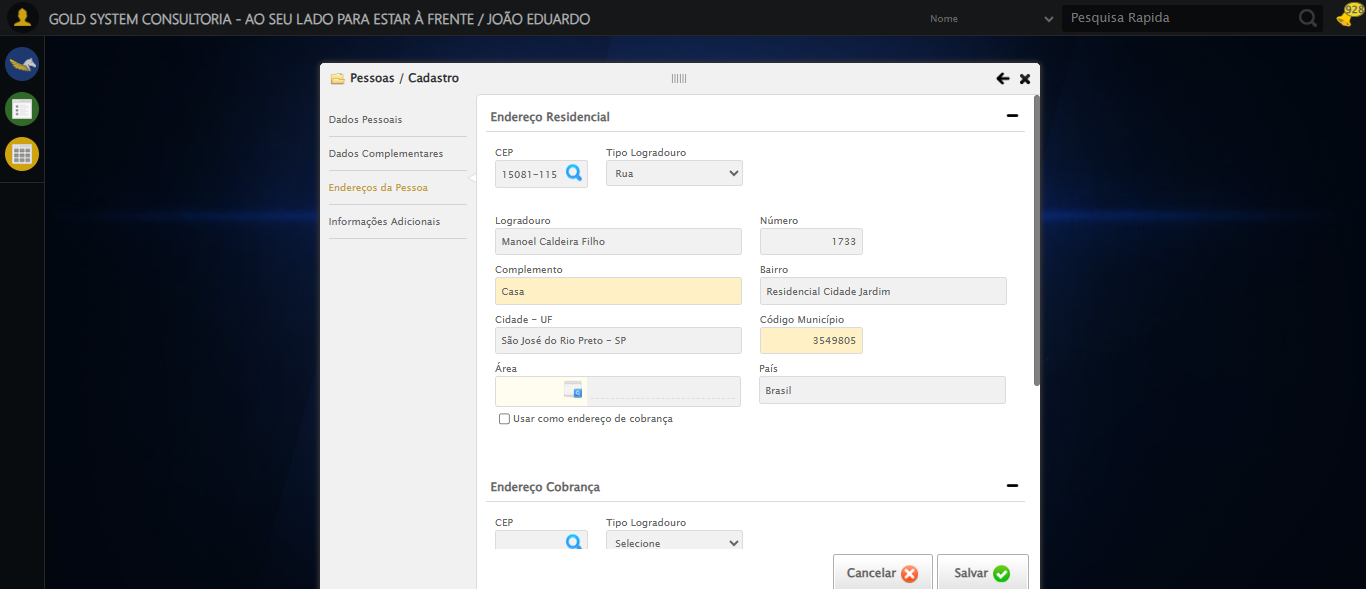 GOLD SYSTEM CONSULTORIA - AO SEU LADO PARA ESTAR À FRENTE / JOÃO EDUARDO
Nome
Pesquisa Rapida
928
Pessoas / Cadastro
Dados Pessoais
Dados Complementares
Endereços da Pessoa
Informações Adicionais
Endereço Residencial
CEP Tipo Logradouro
15081-115 Rua
Logradouro Número
Manoel Caldeira Filho 1733
Complemento Bairro
Casa Residencial Cidade Jardim
Cidade - UF Código Município
São José do Rio Preto - SP 3549805
Área País
Brasil
Usar como endereço de cobrança
Endereço Cobrança
CEP Tipo Logradouro
Selecione
Cancelar Salvar